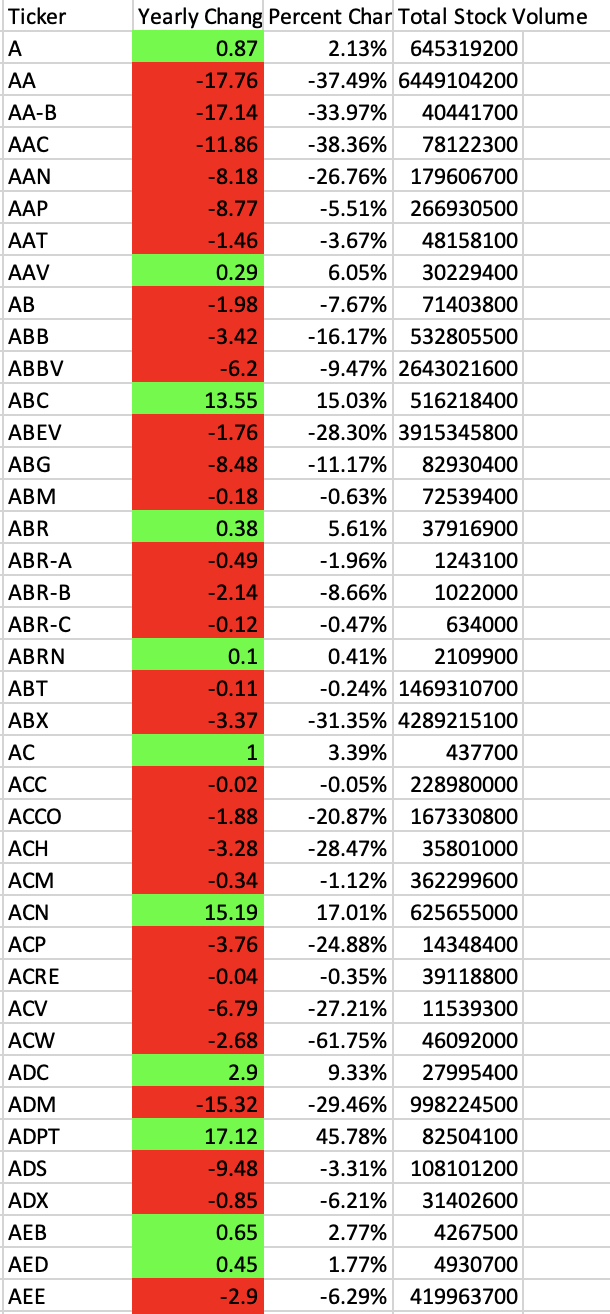 Ticker Yearly Chang Percent Char Total Stock Volume
A 0.87 2.13% 645319200
AA -17.76 -37.49% 6449104200
AA-B -17.14 -33.97% 40441700
AAC -11.86 -38.36% 78122300
AAN -8.18 -26.76% 179606700
AAP -8.77 -5.51% 266930500
AAT -1.46 -3.67% 48158100
AAV 0.29 6.05% 30229400
AB -1.98 -7.67% 71403800
ABB -3.42 -16.17% 532805500
ABBV -6.2 -9.47% 2643021600
ABC 13.55 15.03% 516218400
ABEV -1.76 -28.30% 3915345800
ABG -8.48 -11.17% 82930400
ABM -0.18 -0.63% 72539400
ABR 0.38 5.61% 37916900
ABR-A -0.49 -1.96% 1243100
ABR-B -2.14 -8.66% 1022000
ABR-C -0.12 -0.47% 634000
ABRN 0.1 0.41% 2109900
ABT -0.11 -0.24% 1469310700
ABX -3.37 -31.35% 4289215100
AC 1 3.39% 437700
ACC -0.02 -0.05% 228980000
ACCO -1.88 -20.87% 167330800
ACH -3.28 -28.47% 35801000
ACM -0.34 -1.12% 362299600
ACN 15.19 17.01% 625655000
ACP -3.76 -24.88% 14348400
ACRE -0.04 -0.35% 39118800
ACV -6.79 -27.21% 11539300
ACW -2.68 -61.75% 46092000
ADC 2.9 9.33% 27995400
ADM -15.32 -29.46% 998224500
ADPT 17.12 45.78% 82504100
ADS -9.48 -3.31% 108101200
ADX -0.85 -6.21% 31402600
AEB 0.65 2.77% 4267500
AED 0.45 1.77% 4930700
AEE -2.9 -6.29% 419963700